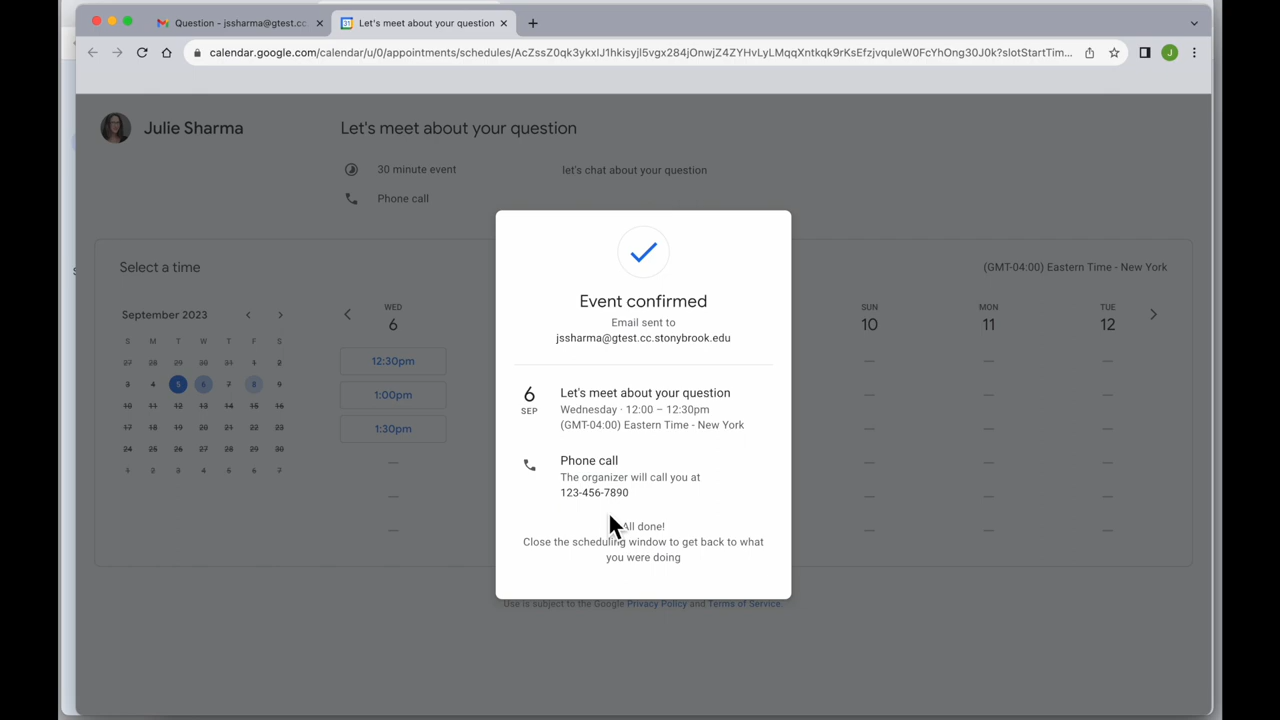 Question - jssharma@gtest.cc
Let's meet about your question
calendar.google.com/calendar/u/0/appointments/schedules/AcZssZ0qk3ykxIJ1hkisyjl5vgx284jOnwjZ4ZYHvLyLMqqXntkqk9rKsEfzjvquleW0FcYhOng30J0k?slotStartTim...
J
Julie Sharma
Let's meet about your question
30 minute event
let's chat about your question
Phone call
Select a time
(GMT-04:00) Eastern Time - New York
September 2023
S M T W T F S
27 28 29 30 31 1 2
3 4 5 6 7 8 9
10 11 12 13 14 15 16
17 18 19 20 21 22 23
24 25 26 27 28 29 30
1 2 3 4 5 6 7
WED
6
SUN
10
MON
11
TUE
12
12:30pm
1:00pm
1:30pm
Event confirmed
Email sent to
jssharma@gtest.cc.stonybrook.edu
6
SEP
Let's meet about your question
Wednesday · 12:00 – 12:30pm
(GMT-04:00) Eastern Time - New York
Phone call
The organizer will call you at
123-456-7890
All done!
Close the scheduling window to get back to what
you were doing
Use is subject to the Google Privacy Policy and Terms of Service